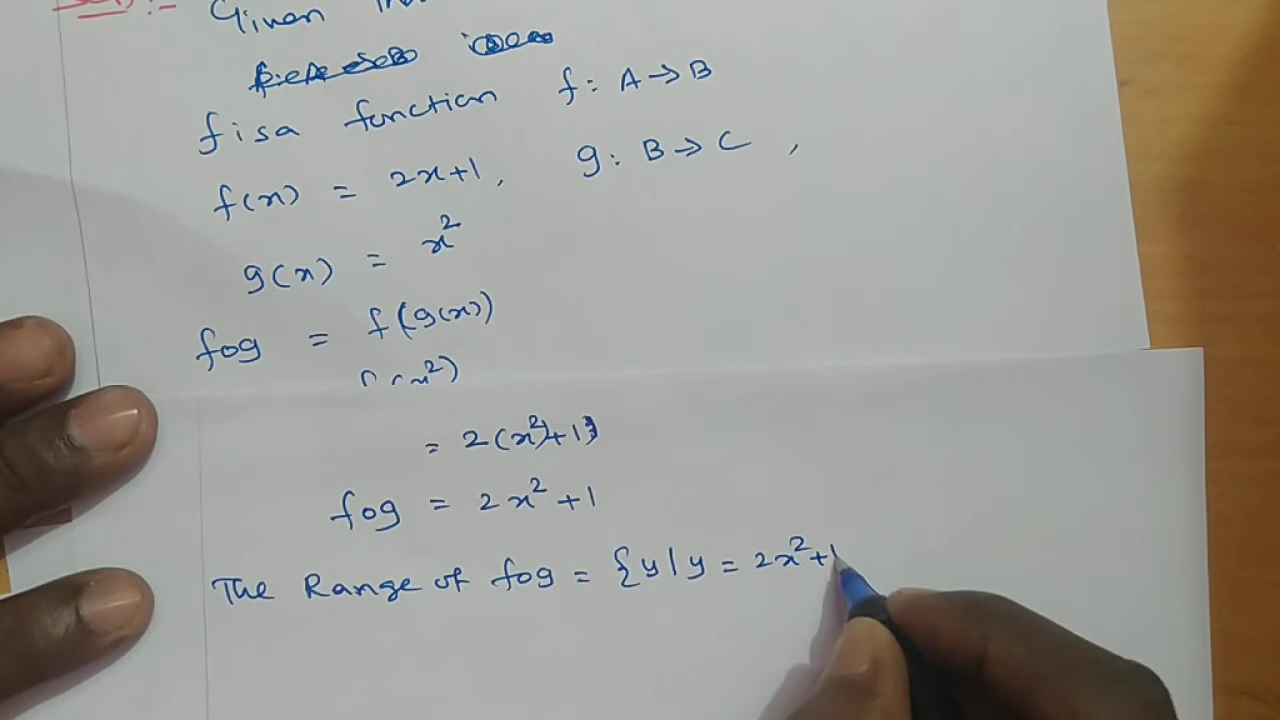 Given
f is a function f: A→B
f(x) = 2x+1, g: B→C ,
g(x) = x²
fog = f(g(x))
(x²)
= 2(x²)+1)
fog = 2x² + 1
The Range of fog = {y | y = 2x²+1